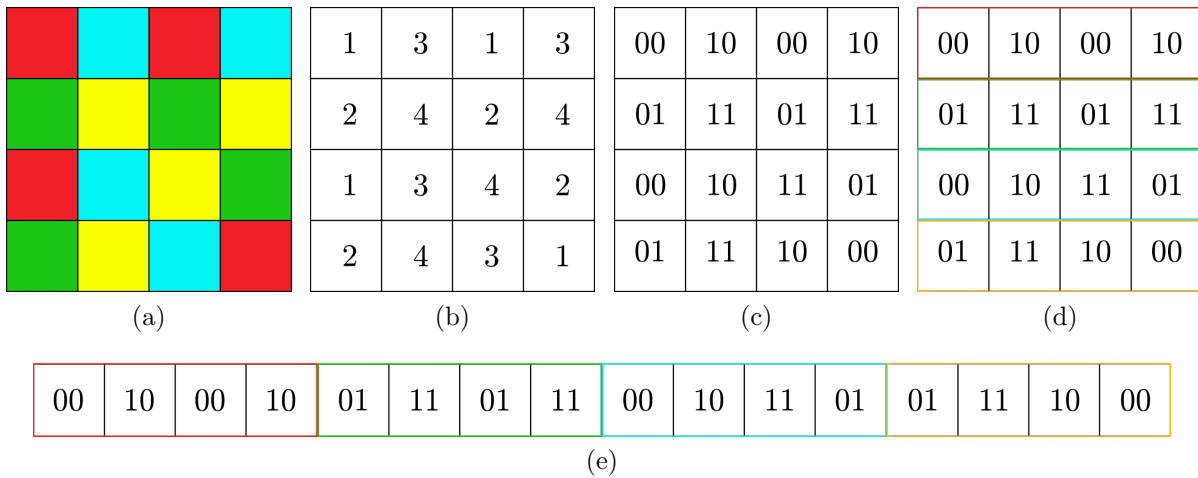 1 3 1 3 00 10 00 10 00 10 00 10
2 4 2 4 01 11 01 11 01 11 01 11
1 3 4 2 00 10 11 01 00 10 11 01
2 4 3 1 01 11 10 00 01 11 10 00
(a) (b) (c) (d)
00 10 00 10 01 11 01 11 00 10 11 01 01 11 10 00
(e)